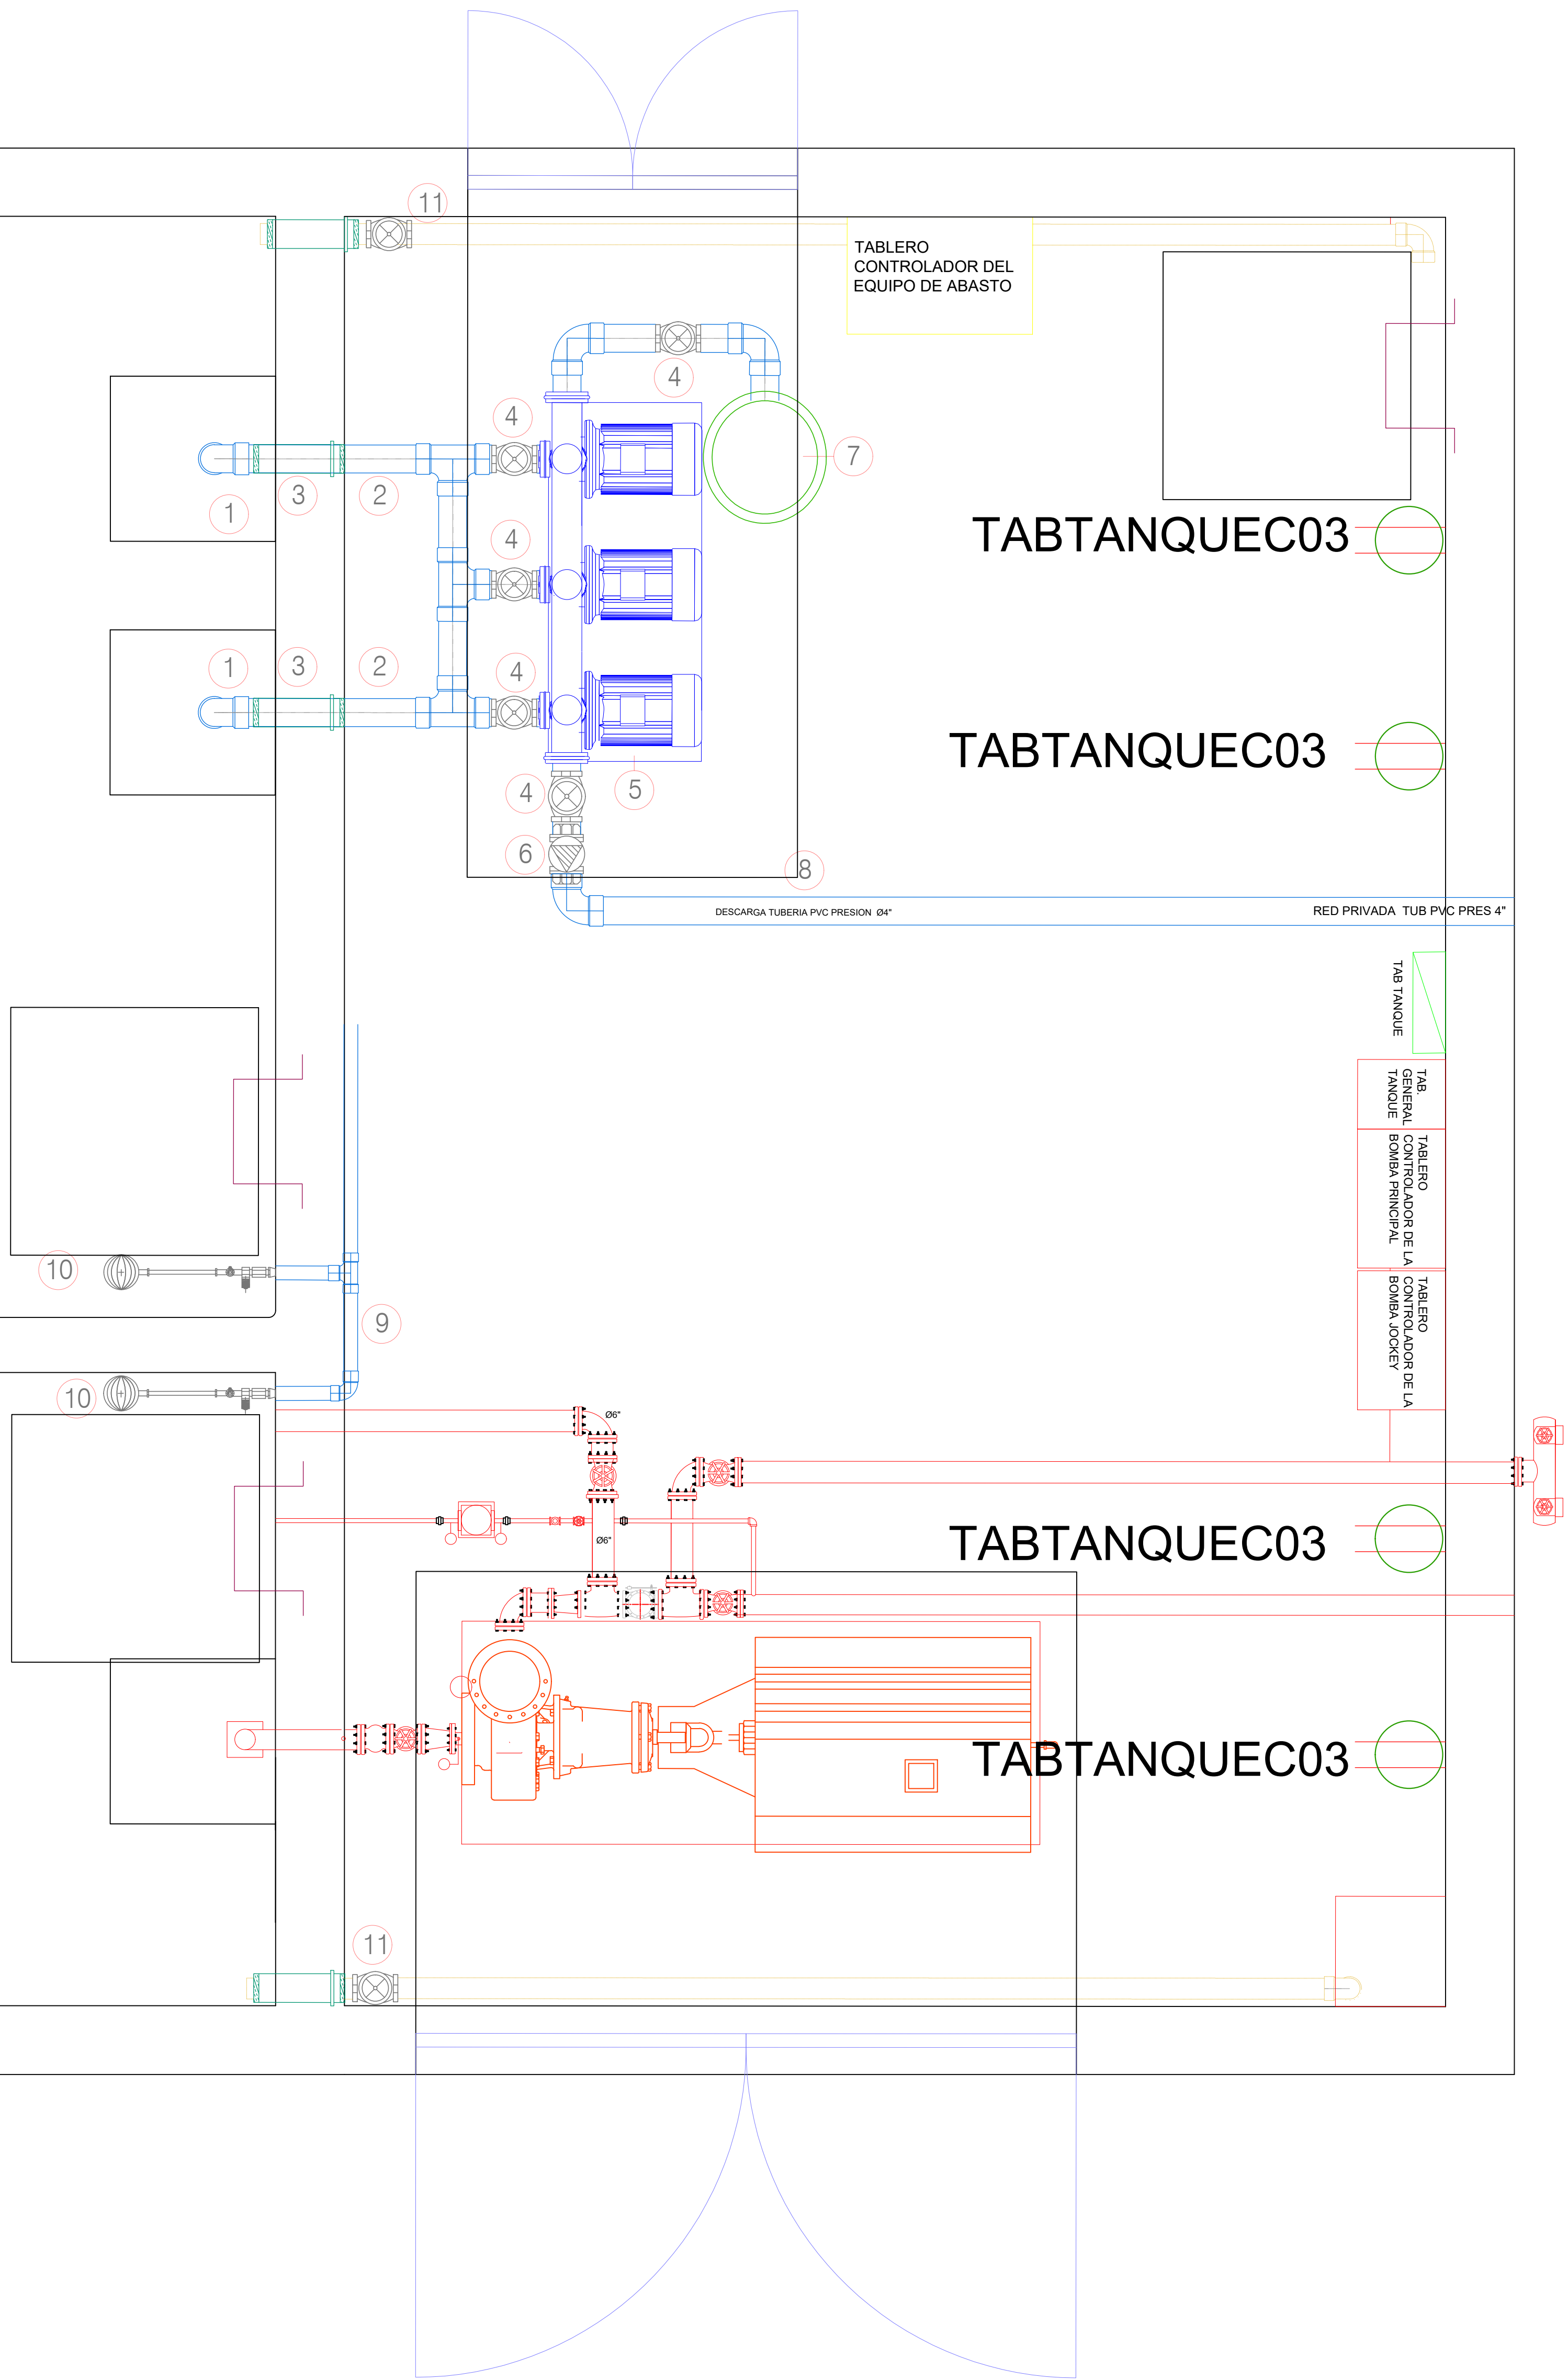 11
TABLERO
CONTROLADOR DEL
EQUIPO DE ABASTO
4
4
7
1
3
2
TABTANQUEC03
4
1
3
2
4
TABTANQUEC03
4
5
6
8
DESCARGA TUBERIA PVC PRESION Ø4"
RED PRIVADA TUB PVC PRES 4"
TAB TANQUE
TAB.
GENERAL
TANQUE
TABLERO
CONTROLADOR DE LA
BOMBA PRINCIPAL
10
TABLERO
CONTROLADOR DE LA
BOMBA JOCKEY
9
10
Ø6"
Ø6"
TABTANQUEC03
TABTANQUEC03
11